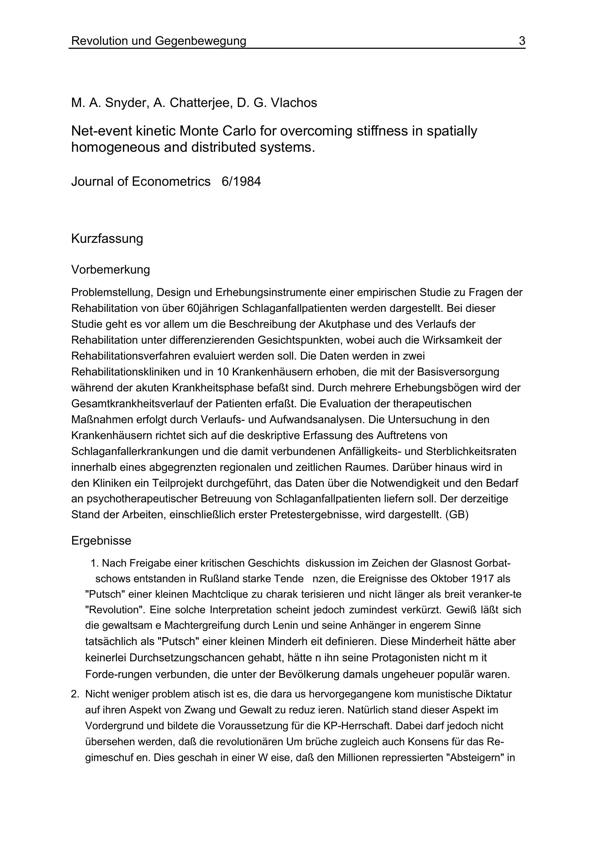 Revolution und Gegenbewegung 3
M. A. Snyder, A. Chatterjee, D. G. Vlachos
Net-event kinetic Monte Carlo for overcoming stiffness in spatially
homogeneous and distributed systems.
Journal of Econometrics 6/1984
Kurzfassung
Vorbemerkung
Problemstellung, Design und Erhebungsinstrumente einer empirischen Studie zu Fragen der
Rehabilitation von über 60jährigen Schlaganfallpatienten werden dargestellt. Bei dieser
Studie geht es vor allem um die Beschreibung der Akutphase und des Verlaufs der
Rehabilitation unter differenzierenden Gesichtspunkten, wobei auch die Wirksamkeit der
Rehabilitationsverfahren evaluiert werden soll. Die Daten werden in zwei
Rehabilitationskliniken und in 10 Krankenhäusern erhoben, die mit der Basisversorgung
während der akuten Krankheitsphase befaßt sind. Durch mehrere Erhebungsbögen wird der
Gesamtkrankheitsverlauf der Patienten erfaßt. Die Evaluation der therapeutischen
Maßnahmen erfolgt durch Verlaufs- und Aufwandsanalysen. Die Untersuchung in den
Krankenhäusern richtet sich auf die deskriptive Erfassung des Auftretens von
Schlaganfallerkrankungen und die damit verbundenen Anfälligkeits- und Sterblichkeitsraten
innerhalb eines abgegrenzten regionalen und zeitlichen Raumes. Darüber hinaus wird in
den Kliniken ein Teilprojekt durchgeführt, das Daten über die Notwendigkeit und den Bedarf
an psychotherapeutischer Betreuung von Schlaganfallpatienten liefern soll. Der derzeitige
Stand der Arbeiten, einschließlich erster Pretestergebnisse, wird dargestellt. (GB)
Ergebnisse
1. Nach Freigabe einer kritischen Geschichts diskussion im Zeichen der Glasnost Gorbat-
schows entstanden in Rußland starke Tende nzen, die Ereignisse des Oktober 1917 als
"Putsch" einer kleinen Machtclique zu charak terisieren und nicht länger als breit veranker-te
"Revolution". Eine solche Interpretation scheint jedoch zumindest verkürzt. Gewiß läßt sich
die gewaltsam e Machtergreifung durch Lenin und seine Anhänger in engerem Sinne
tatsächlich als "Putsch" einer kleinen Minderh eit definieren. Diese Minderheit hätte aber
keinerlei Durchsetzungschancen gehabt, hätte n ihn seine Protagonisten nicht m it
Forde-rungen verbunden, die unter der Bevölkerung damals ungeheuer populär waren.
2. Nicht weniger problem atisch ist es, die dara us hervorgegangene kom munistische Diktatur
auf ihren Aspekt von Zwang und Gewalt zu reduz ieren. Natürlich stand dieser Aspekt im
Vordergrund und bildete die Voraussetzung für die KP-Herrschaft. Dabei darf jedoch nicht
übersehen werden, daß die revolutionären Um brüche zugleich auch Konsens für das Re-
gimeschuf en. Dies geschah in einer W eise, daß den Millionen repressierten "Absteigern" in